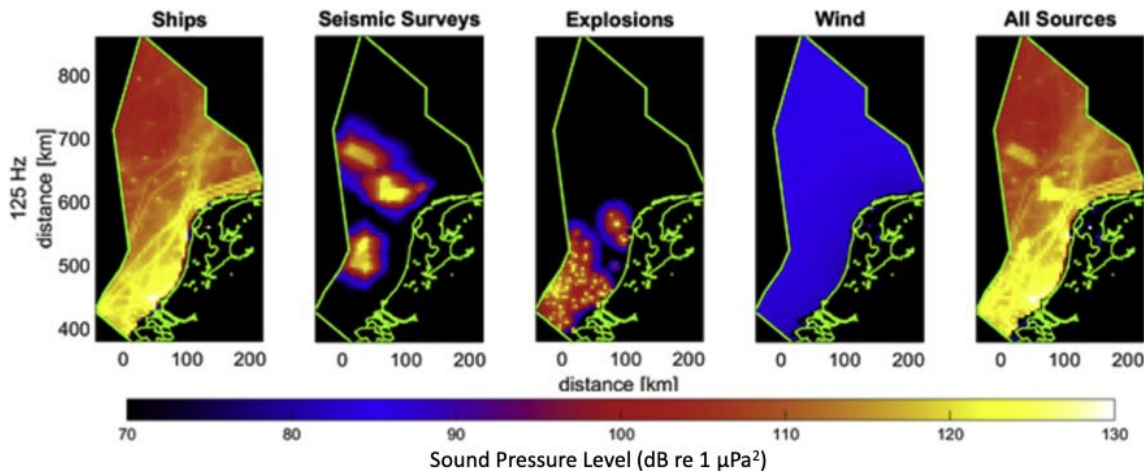 Ships Seismic Surveys Explosions Wind All Sources
125 Hz
distance [km]
800
700
600
500
400
0 100 200 0 100 200 0 100 200 0 100 200 0 100 200
distance [km]
70 80 90 100 110 120 130
Sound Pressure Level (dB re 1 μPa²)